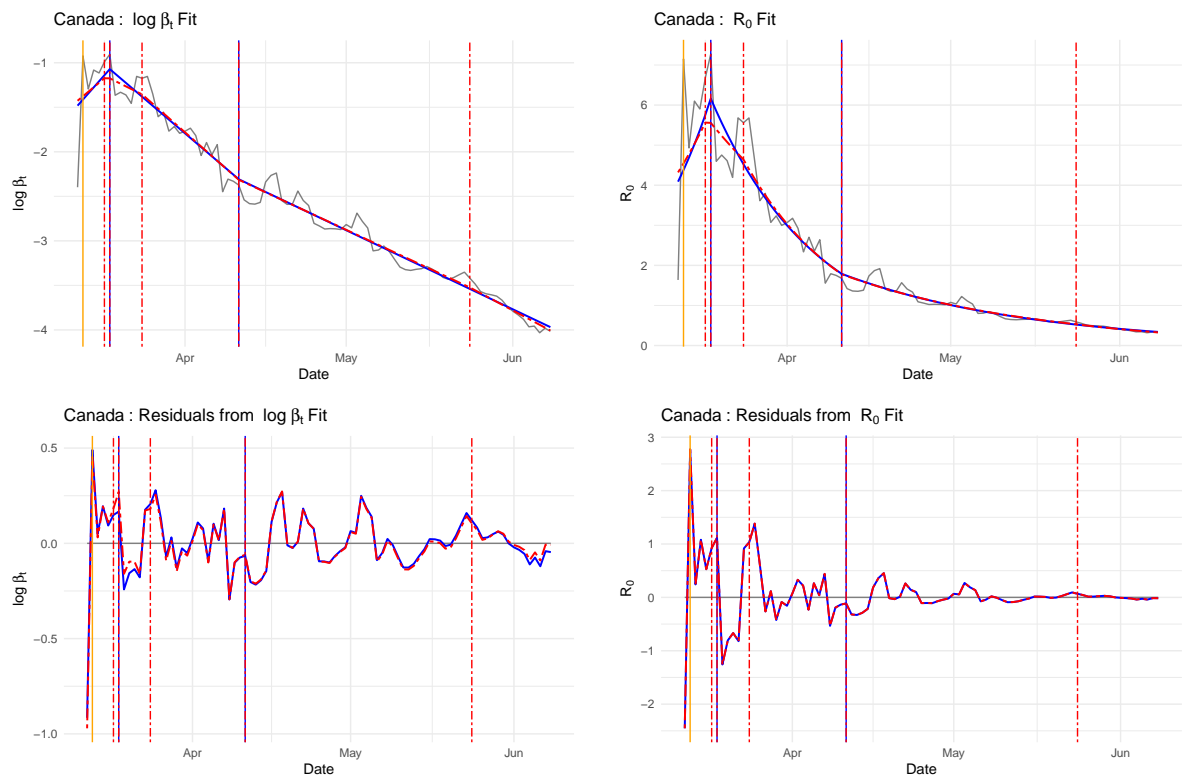 Canada : log βt Fit
−1
−2
−3
−4
log βt
Apr
May
Jun
Date
Canada : R0 Fit
6
4
2
0
R0
Apr
May
Jun
Date
Canada : Residuals from log βt Fit
0.5
0.0
−0.5
−1.0
log βt
Apr
May
Jun
Date
Canada : Residuals from R0 Fit
3
2
1
0
−1
−2
R0
Apr
May
Jun
Date